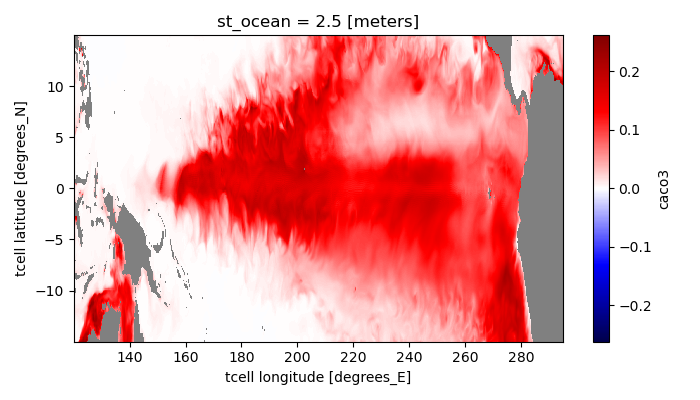 st_ocean = 2.5 [meters]
10
5
0
−5
−10
tcell latitude [degrees_N]
140 160 180 200 220 240 260 280
tcell longitude [degrees_E]
0.2
0.1
0.0
−0.1
−0.2
caco3